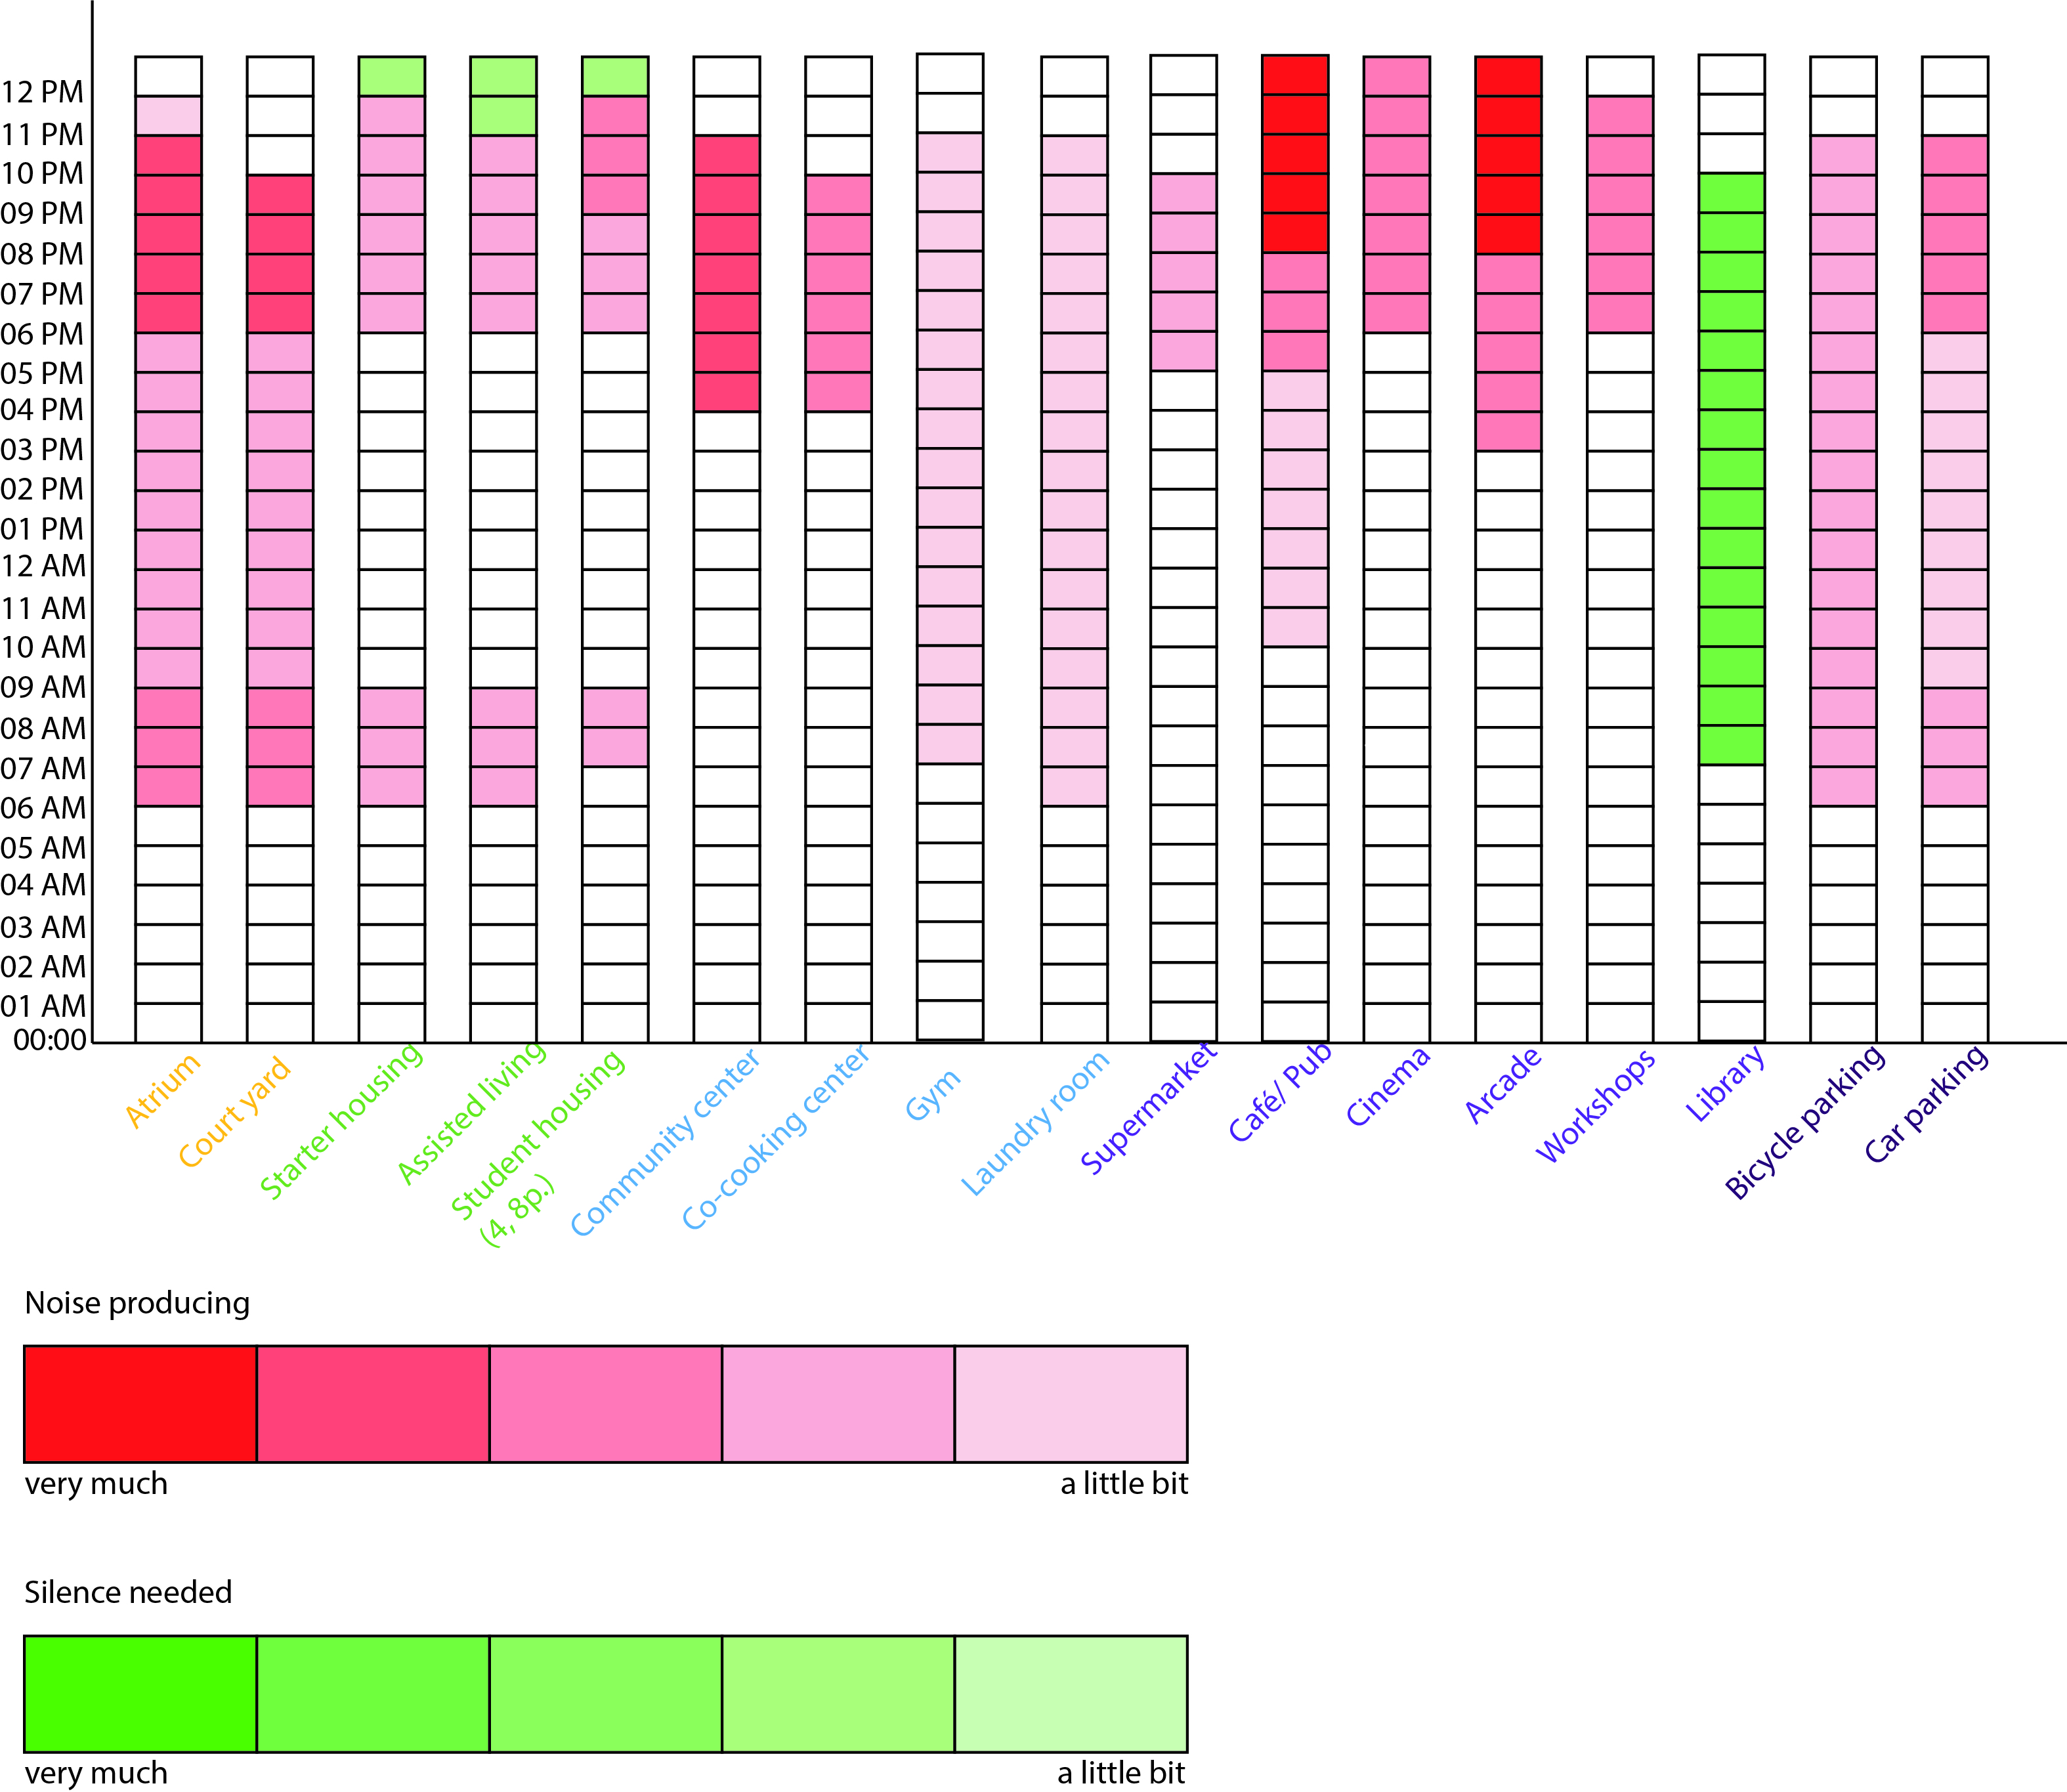 12 PM
11 PM
10 PM
09 PM
08 PM
07 PM
06 PM
05 PM
04 PM
03 PM
02 PM
01 PM
12 AM
11 AM
10 AM
09 AM
08 AM
07 AM
06 AM
05 AM
04 AM
03 AM
02 AM
01 AM
00:00
Atrium
Court yard
Starter housing
Assisted living
Student housing
(4, 8p.)
Community center
Co-cooking center
Gym
Laundry room
Supermarket
Café/ Pub
Cinema
Arcade
Workshops
Library
Bicycle parking
Car parking
Noise producing
very much
a little bit
Silence needed
very much
a little bit